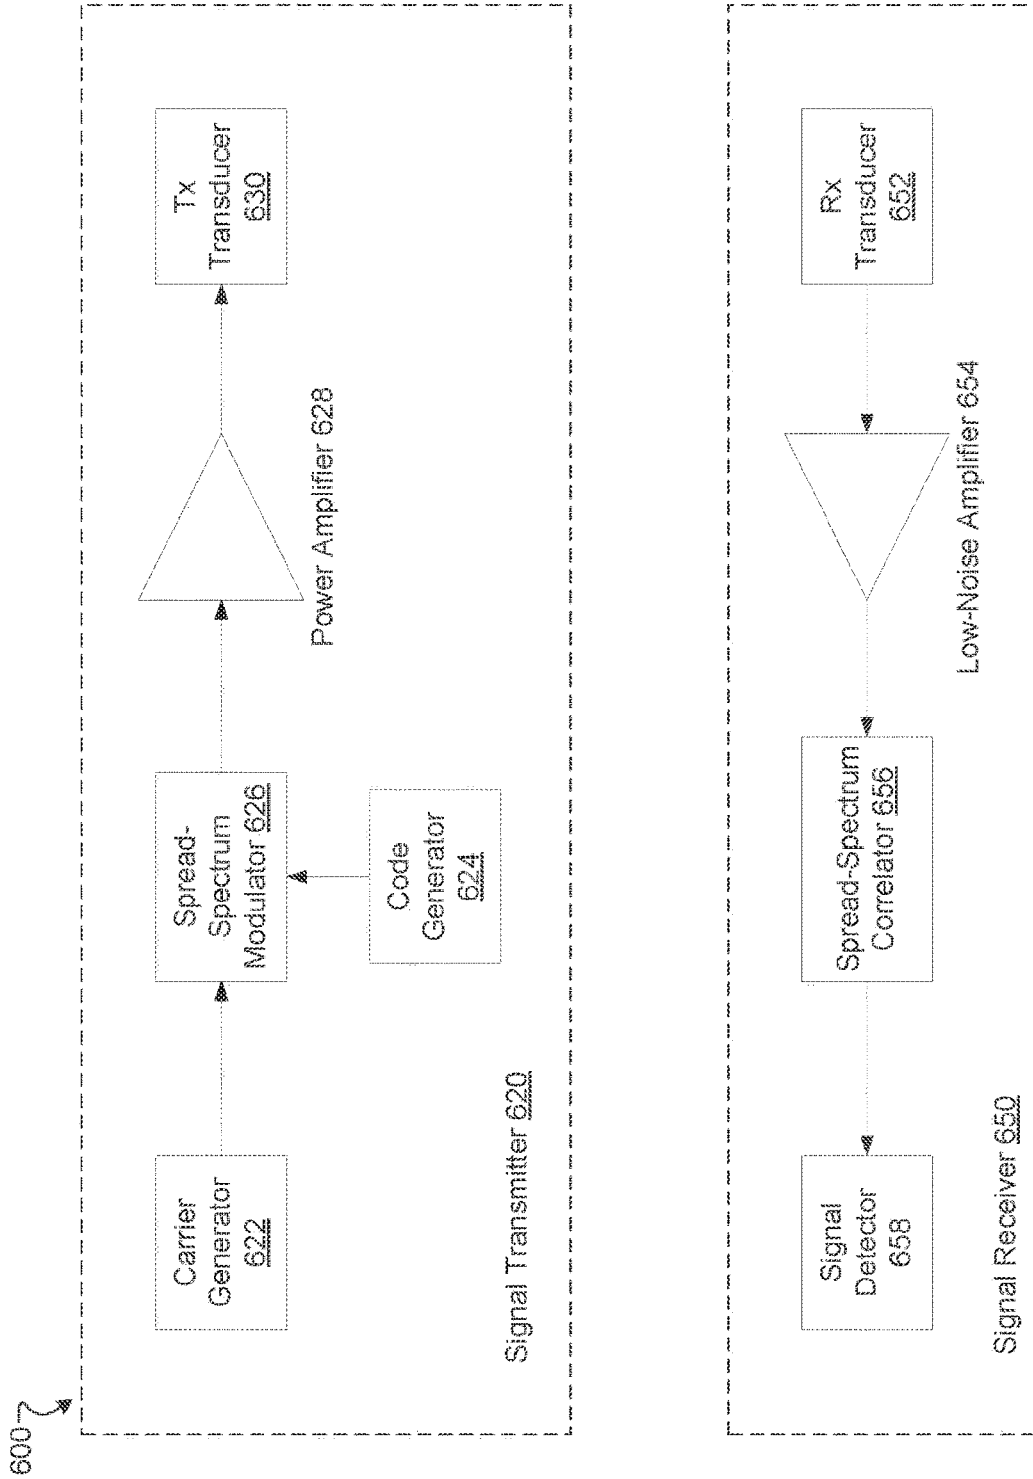 600
Carrier
Generator
622
Spread-
Spectrum
Modulator 626
Code
Generator
624
Power Amplifier 628
Tx
Transducer
630
Signal Transmitter 620
Rx
Transducer
652
Low-Noise Amplifier 654
Spread-Spectrum
Correlator 656
Signal
Detector
658
Signal Receiver 650